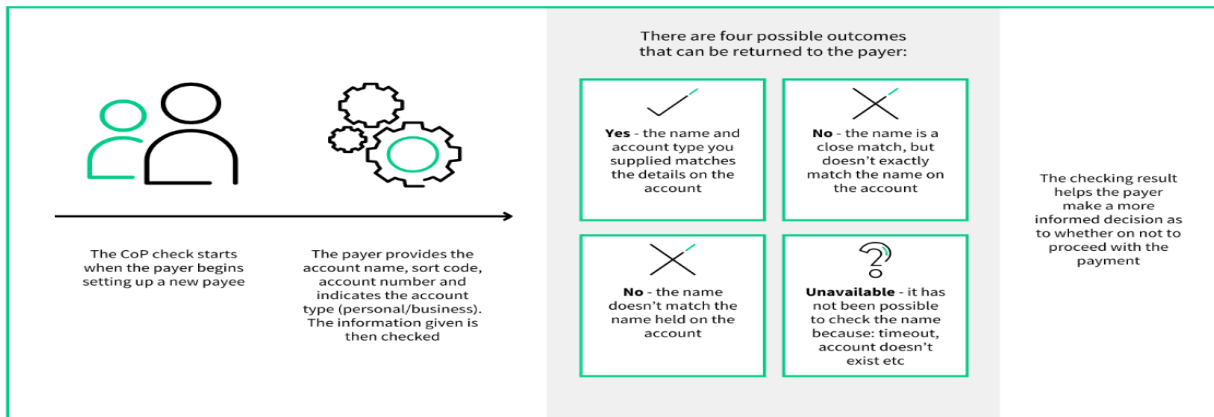 The CoP check starts
when the payer begins
setting up a new payee
The payer provides the
account name, sort code,
account number and
indicates the account
type (personal/business).
The information given is
then checked
There are four possible outcomes
that can be returned to the payer:
Yes - the name and
account type you
supplied matches
the details on the
account
No - the name is a
close match, but
doesn't exactly
match the name on
the account
No - the name
doesn't match the
name held on the
account
Unavailable - it has
not been possible
to check the name
because: timeout,
account doesn't
exist etc
The checking result
helps the payer
make a more
informed decision as
to whether on not to
proceed with the
payment